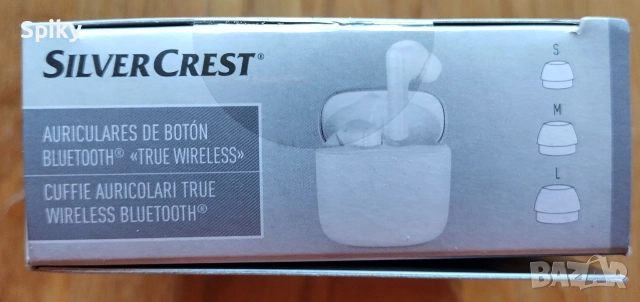 Spiky
SILVERCREST®
AURICULARES DE BOTÓN
BLUETOOTH® «TRUE WIRELESS»
CUFFIE AURICOLARI TRUE
WIRELESS BLUETOOTH®
S
M
L
BAZAR